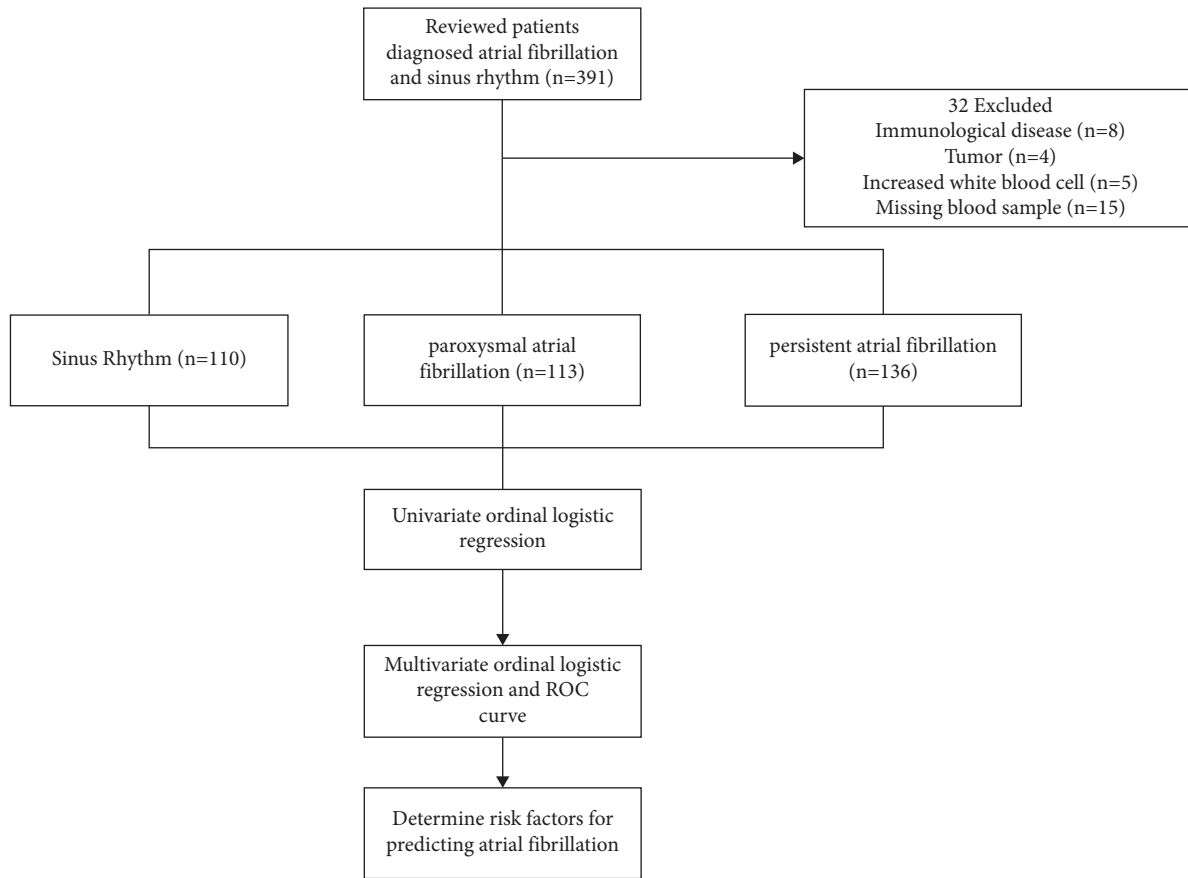 Reviewed patients
diagnosed atrial fibrillation
and sinus rhythm (n=391)
32 Excluded
Immunological disease (n=8)
Tumor (n=4)
Increased white blood cell (n=5)
Missing blood sample (n=15)
Sinus Rhythm (n=110)
paroxysmal atrial
fibrillation (n=113)
persistent atrial fibrillation
(n=136)
Univariate ordinal logistic
regression
Multivariate ordinal logistic
regression and ROC
curve
Determine risk factors for
predicting atrial fibrillation